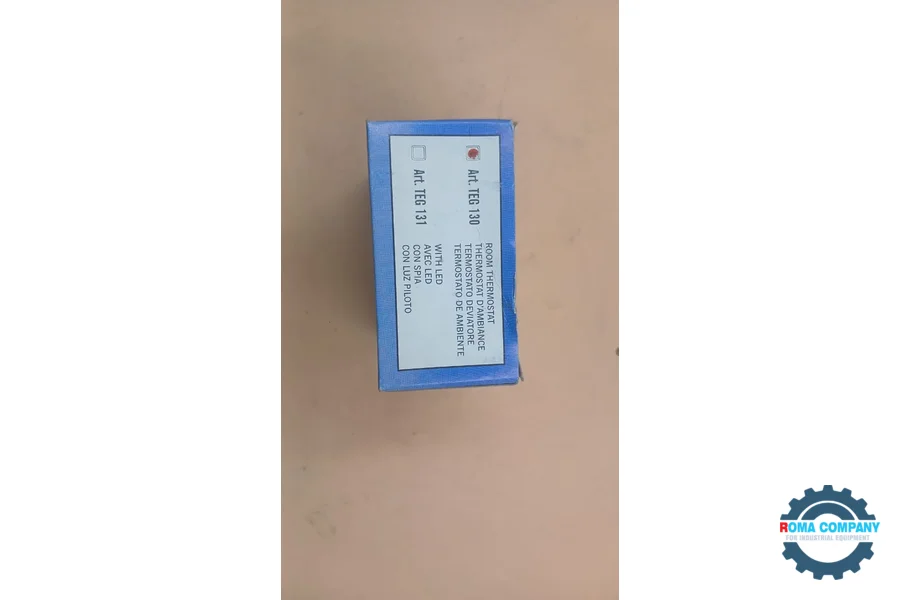 Art. TEG 130
ROOM THERMOSTAT
THERMOSTAT D'AMBIANCE
TERMOSTATO DEVIATORE
TERMOSTATO DE AMBIENTE
Art. TEG 131
WITH LED
AVEC LED
CON SPIA
CON LUZ PILOTO
ROMA COMPANY
FOR INDUSTRIAL EQUIPMENT